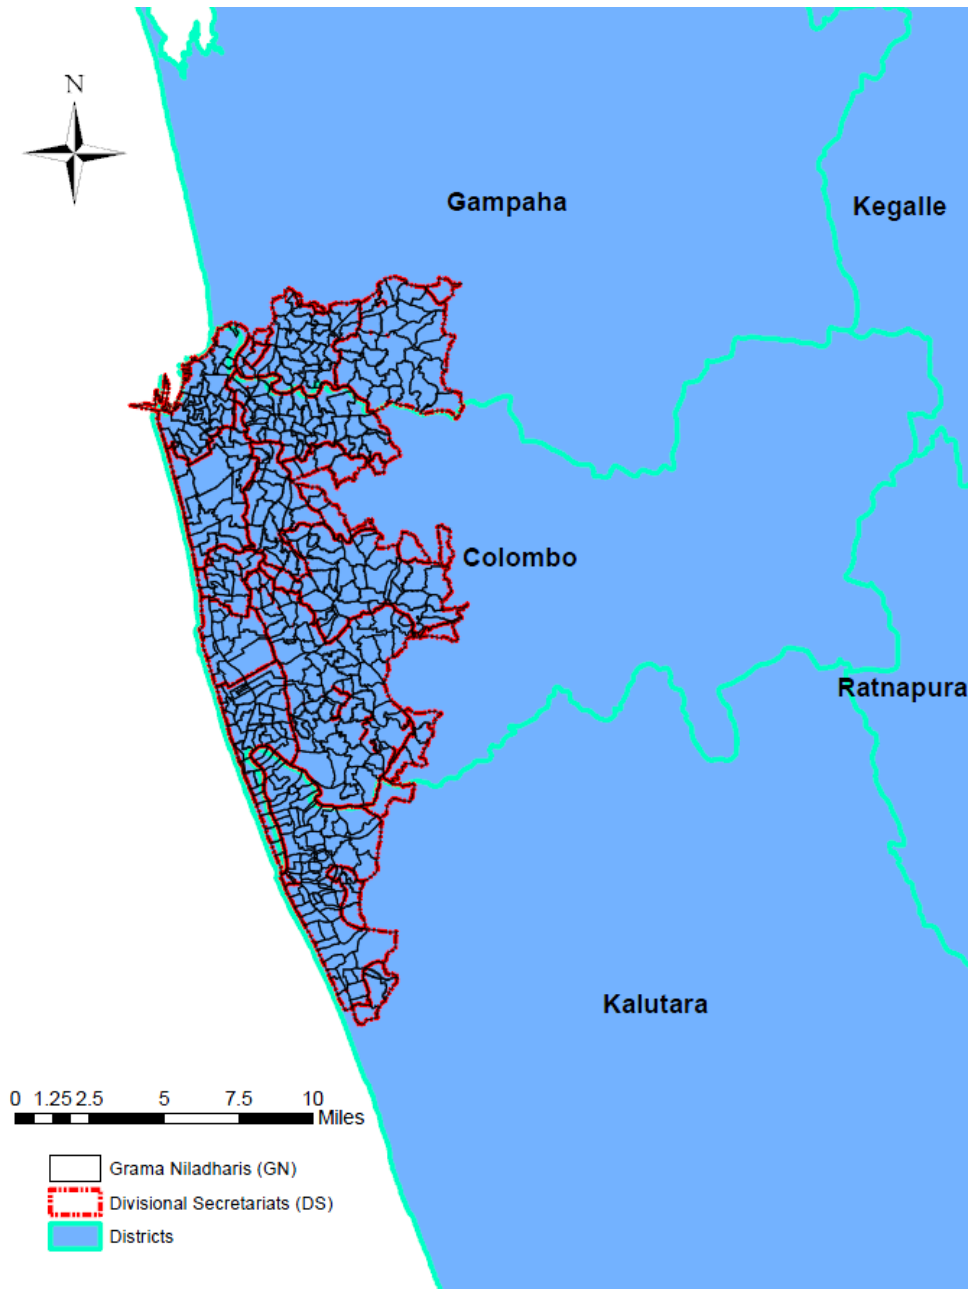 N
Gampaha
Kegalle
Colombo
Ratnapura
Kalutara
0 1.25 2.5 5 7.5 10
Miles
Grama Niladharis (GN)
Divisional Secretariats (DS)
Districts